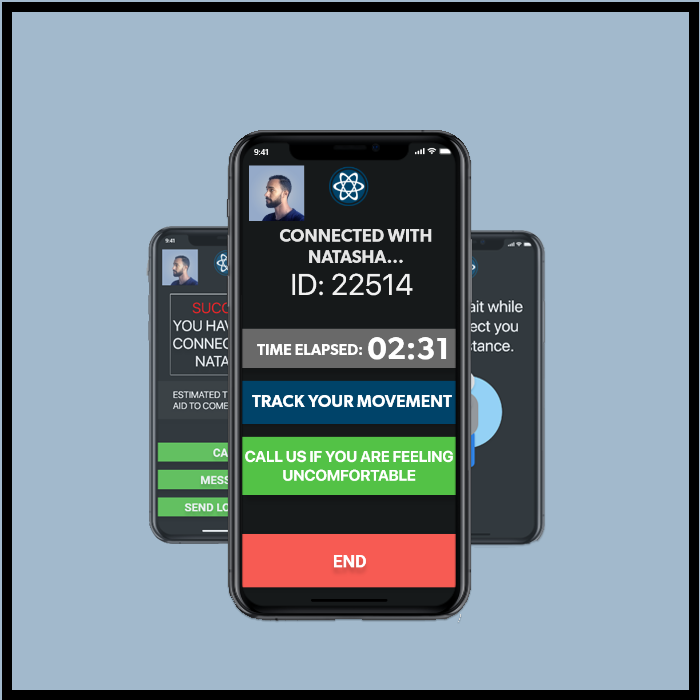 9:41
CONNECTED WITH
NATASHA...
ID: 22514
TIME ELAPSED: 02:31
TRACK YOUR MOVEMENT
CALL US IF YOU ARE FEELING
UNCOMFORTABLE
END
9:41
SUCC
YOU HAV
CONNEC
NATA
ESTIMATED T
AID TO COME
CA
MESS
SEND LO
ait while
ect you
stance.